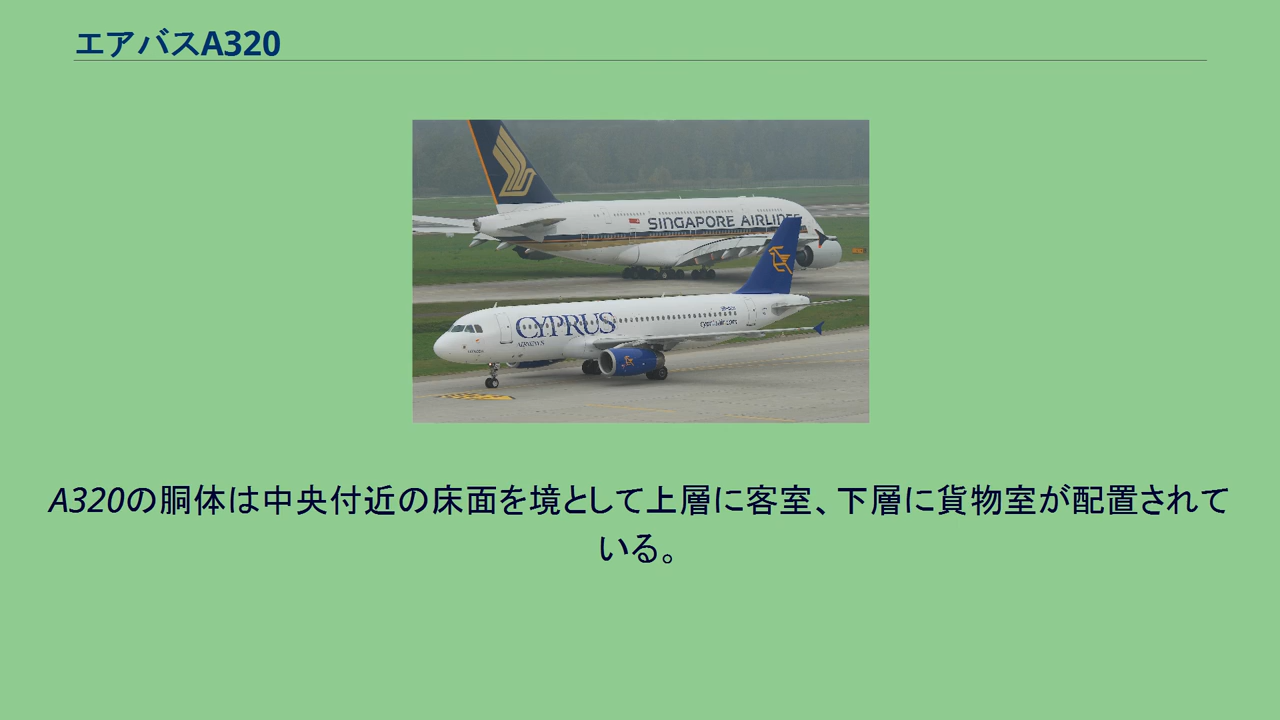 エアバスA320
SINGAPORE AIRLINES
CYPRUS
AIRWAYS
A320の胴体は中央付近の床面を境として上層に客室、下層に貨物室が配置されて
いる。